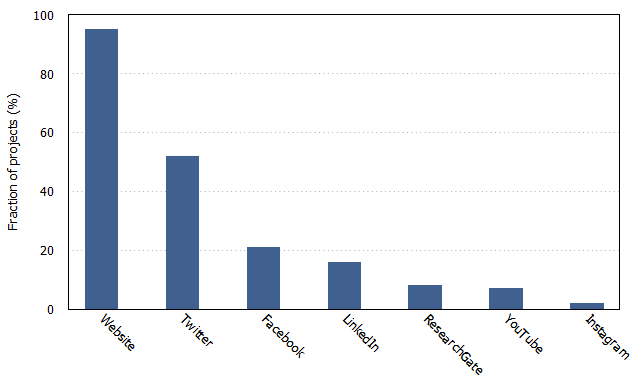 Fraction of projects (%)
100
80
60
40
20
0
Website
Twitter
Facebook
LinkedIn
ResearchGate
YouTube
Instagram